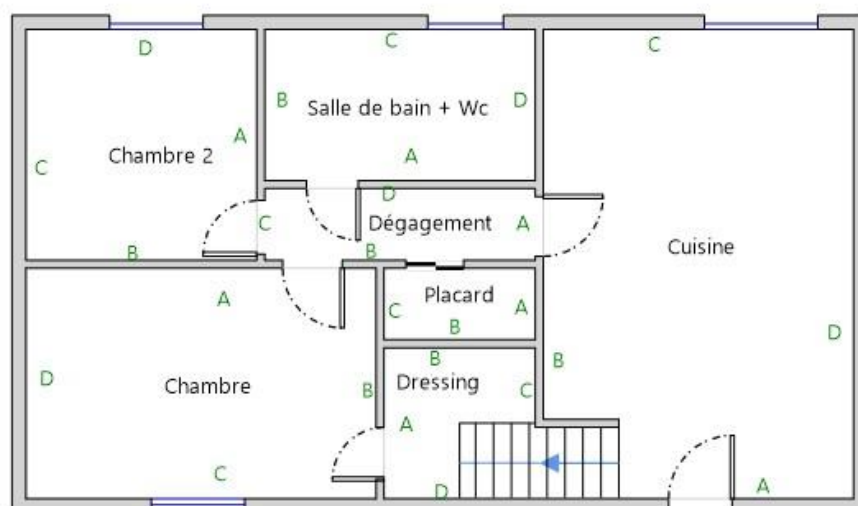 D
C
C
B
Salle de bain + Wc
D
A
Chambre 2
A
C
D
C
Dégagement
A
B
B
Cuisine
A
Placard
C
A
B
D
D
B
B
Chambre
B
Dressing
C
A
C
D
A